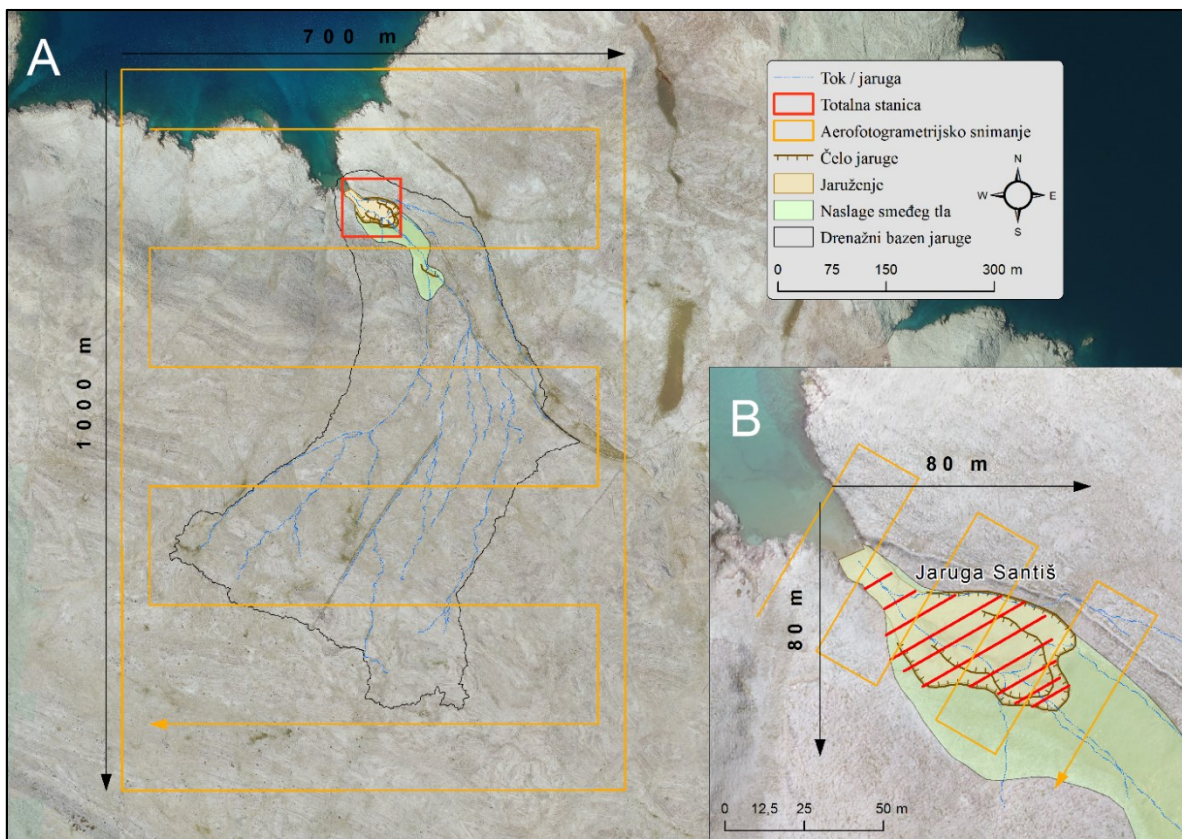 A
700 m
1000 m
Tok / jaruga
Totalna stanica
Aerofotogrametrijsko snimanje
Čelo jaruge
Jaruženje
Naslage smeđeg tla
Drenažni bazen jaruge
N
W E
S
0 75 150 300 m
B
80 m
80 m
Jaruga Santiš
0 12,5 25 50 m